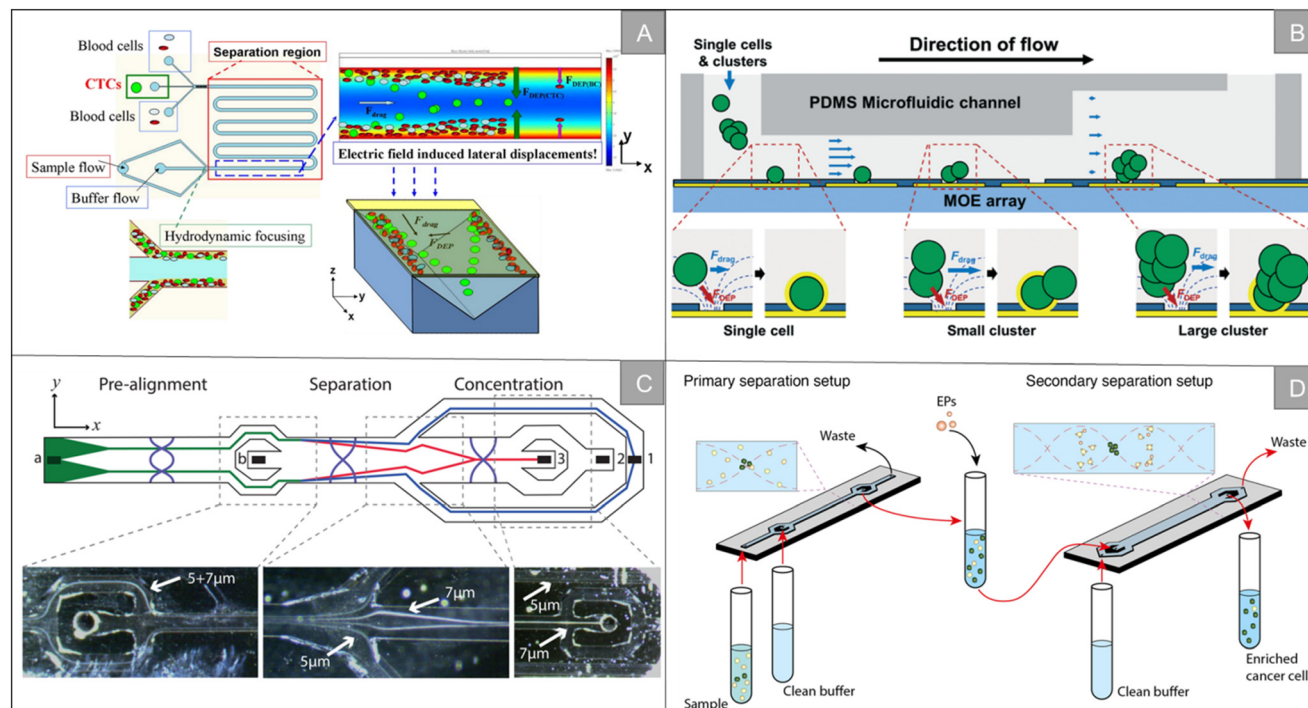 A
Blood cells
CTCs
Blood cells
Separation region
F_DEP(CTC)
F_DEP(BC)
F_drag
y
x
Electric field induced lateral displacements!
Sample flow
Buffer flow
Hydrodynamic focusing
F_drag
F_DEP
z
y
x
B
Single cells
& clusters
Direction of flow
PDMS Microfluidic channel
MOE array
F_drag
F_DEP
Single cell
F_drag
F_DEP
Small cluster
F_drag
F_DEP
Large cluster
C
y
x
Pre-alignment
Separation
Concentration
a
b
3
2
1
5+7µm
7µm
5µm
5µm
7µm
D
Primary separation setup
Secondary separation setup
EPs
Waste
Waste
Sample
Clean buffer
Clean buffer
Enriched
cancer cell